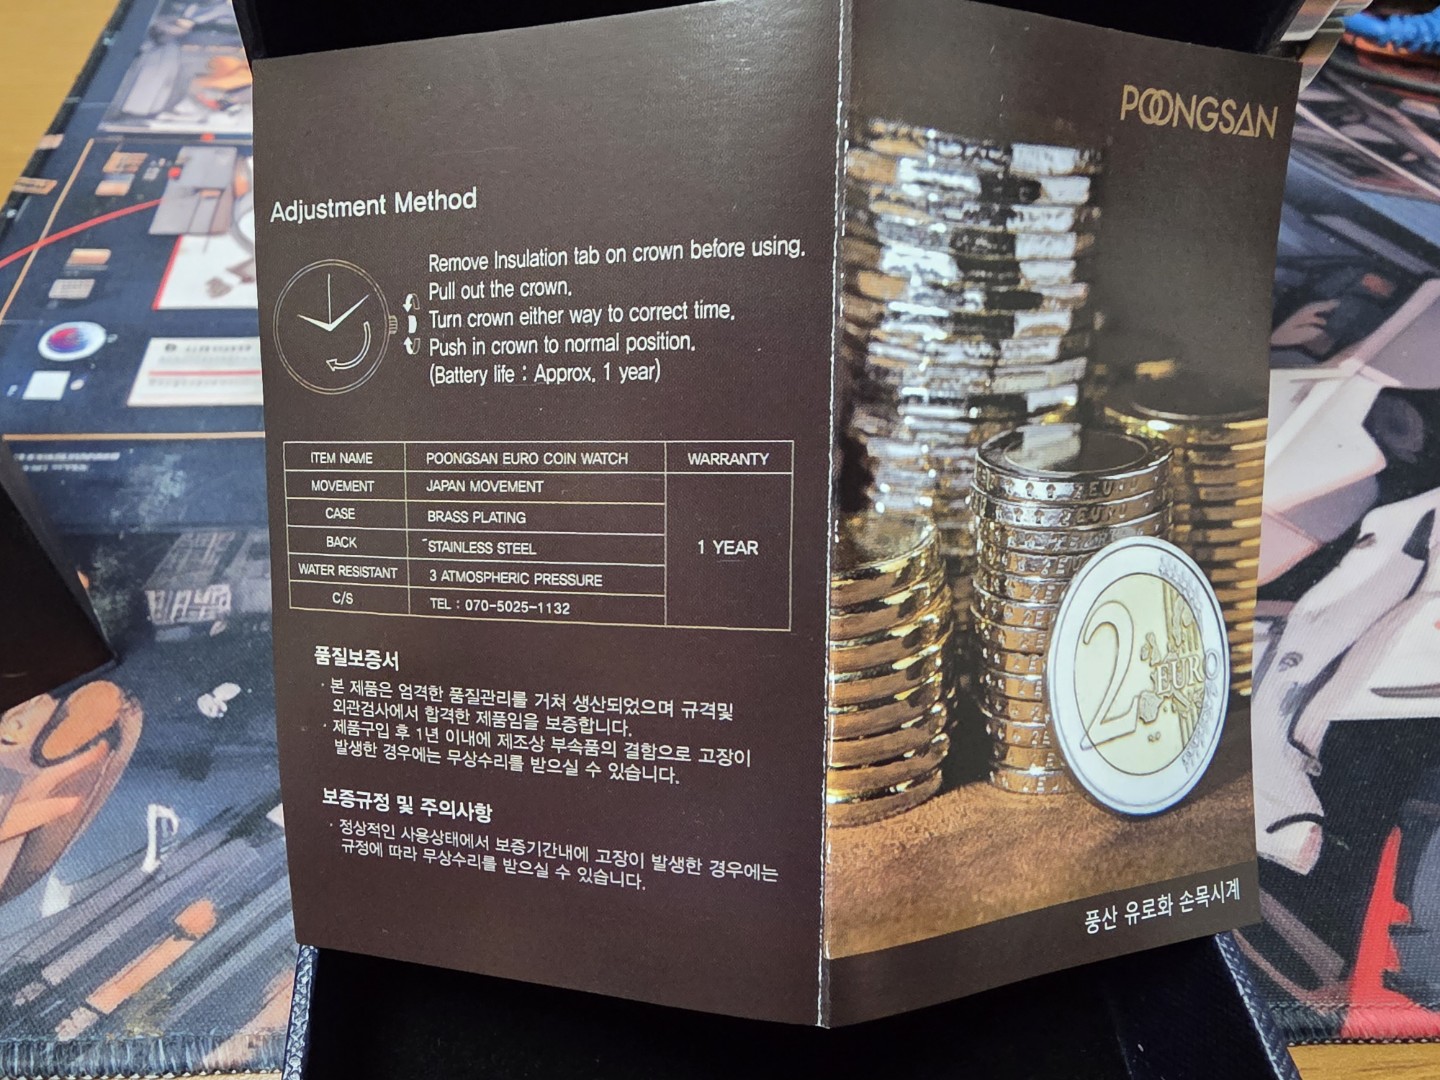 Adjustment Method
Remove Insulation tab on crown before using.
Pull out the crown.
Turn crown either way to correct time.
Push in crown to normal position.
(Battery life : Approx. 1 year)
ITEM NAME POONGSAN EURO COIN WATCH WARRANTY
MOVEMENT JAPAN MOVEMENT
CASE BRASS PLATING
BACK STAINLESS STEEL 1 YEAR
WATER RESISTANT 3 ATMOSPHERIC PRESSURE
C/S TEL : 070-5025-1132
품질보증서
· 본 제품은 엄격한 품질관리를 거쳐 생산되었으며 규격및
외관검사에서 합격한 제품임을 보증합니다.
· 제품구입 후 1년 이내에 제조상 부속품의 결함으로 고장이
발생한 경우에는 무상수리를 받으실 수 있습니다.
보증규정 및 주의사항
· 정상적인 사용상태에서 보증기간내에 고장이 발생한 경우에는
규정에 따라 무상수리를 받으실 수 있습니다.
POONGSAN
2 EURO
풍산 유로화 손목시계